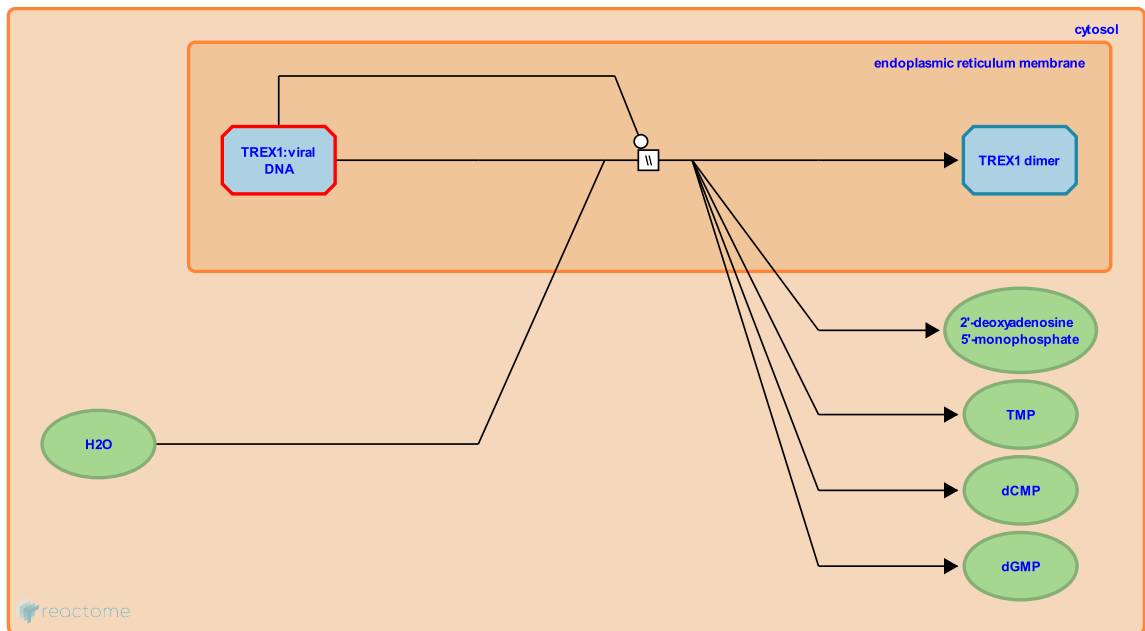 cytosol
endoplasmic reticulum membrane
TREX1:viral
DNA
\\
TREX1 dimer
2'-deoxyadenosine
5'-monophosphate
TMP
H2O
dCMP
dGMP
reactome